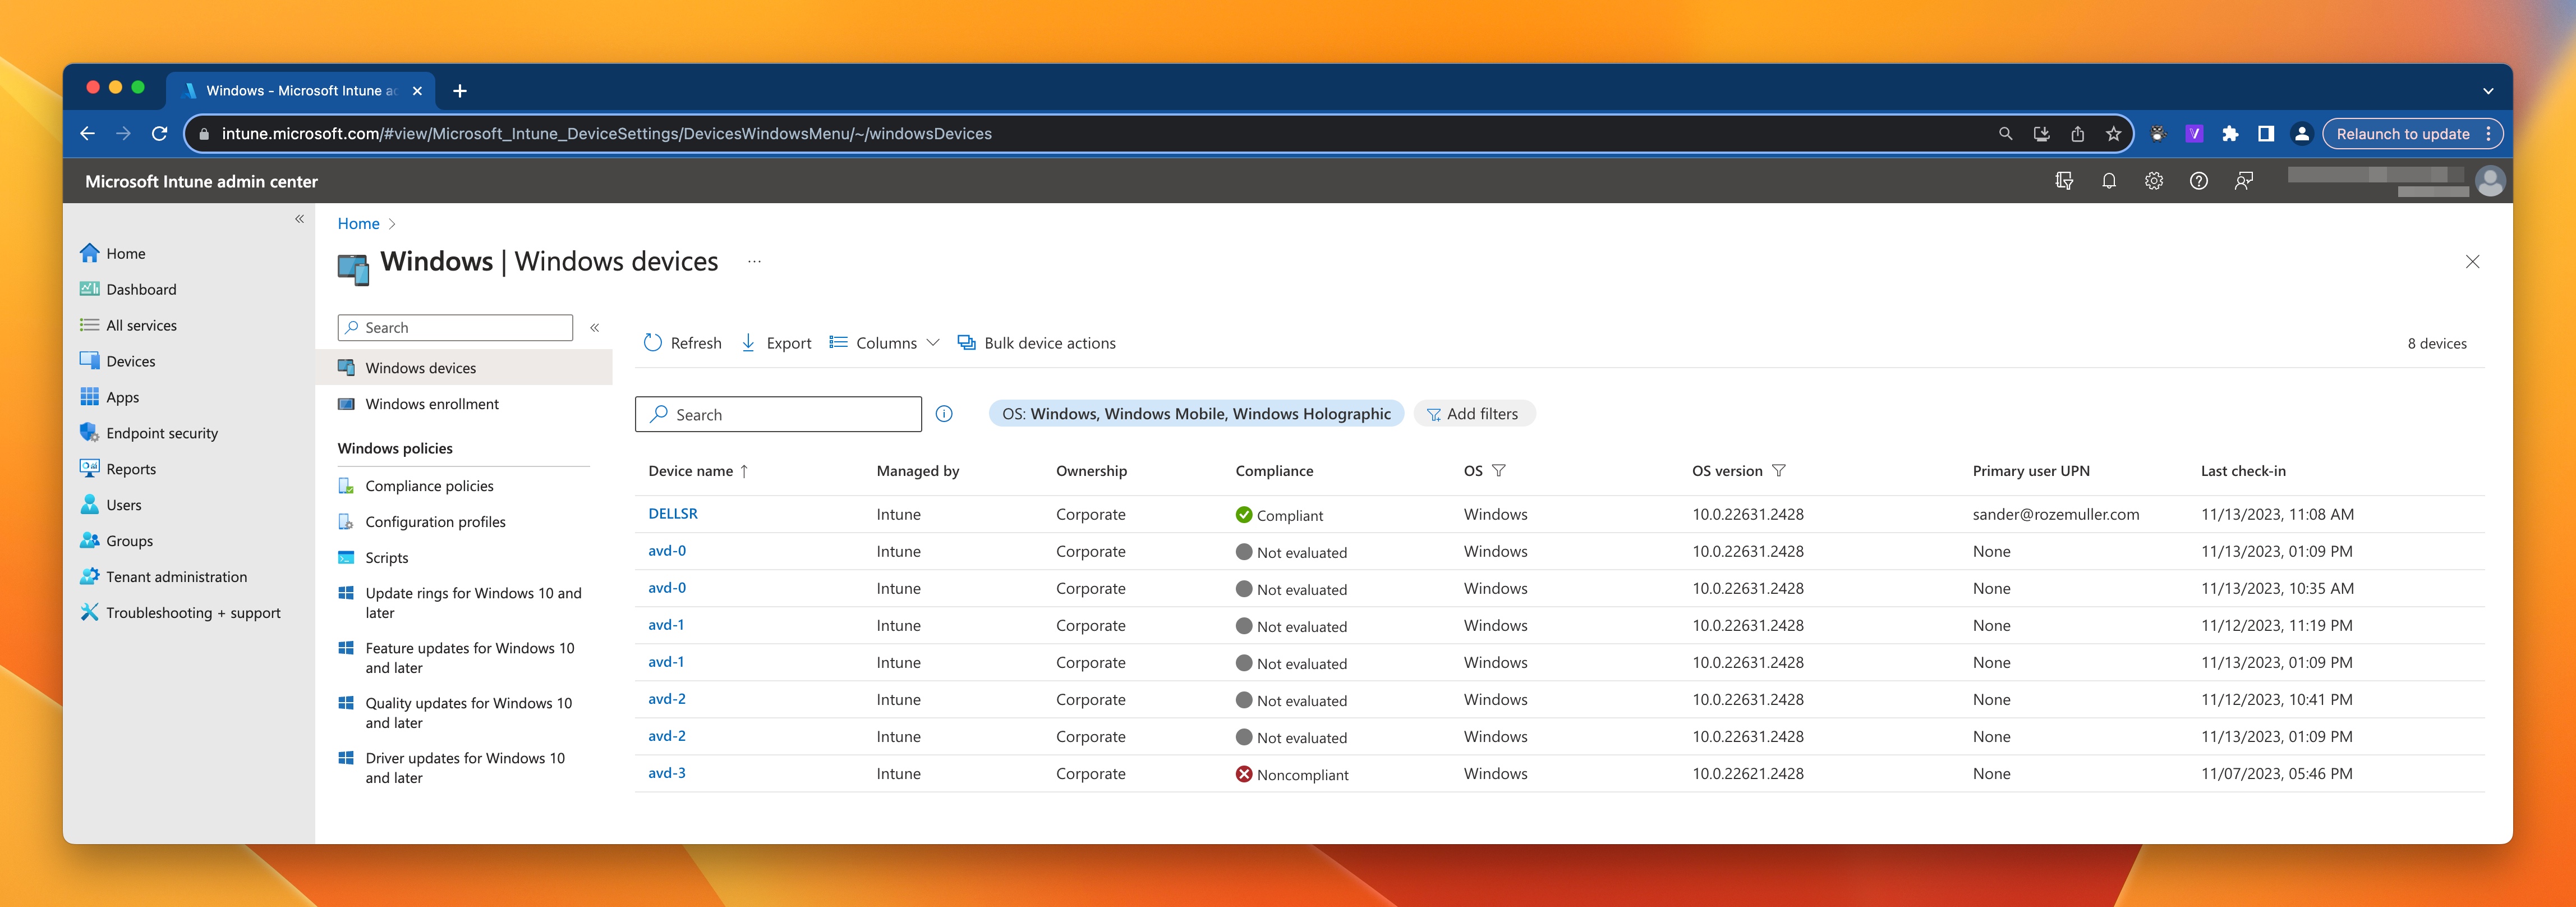 Windows - Microsoft Intune ac
intune.microsoft.com/#view/Microsoft_Intune_DeviceSettings/DevicesWindowsMenu/~/windowsDevices
V
Relaunch to update
Microsoft Intune admin center
Home
Dashboard
All services
Devices
Apps
Endpoint security
Reports
Users
Groups
Tenant administration
Troubleshooting + support
Home
Windows | Windows devices
Search
Windows devices
Windows enrollment
Windows policies
Compliance policies
Configuration profiles
Scripts
Update rings for Windows 10 and
later
Feature updates for Windows 10
and later
Quality updates for Windows 10
and later
Driver updates for Windows 10
and later
Refresh Export Columns Bulk device actions 8 devices
Search OS: Windows, Windows Mobile, Windows Holographic Add filters
Device name Managed by Ownership Compliance OS OS version Primary user UPN Last check-in
DELLSR Intune Corporate Compliant Windows 10.0.22631.2428 sander@rozemuller.com 11/13/2023, 11:08 AM
avd-0 Intune Corporate Not evaluated Windows 10.0.22631.2428 None 11/13/2023, 01:09 PM
avd-0 Intune Corporate Not evaluated Windows 10.0.22631.2428 None 11/13/2023, 10:35 AM
avd-1 Intune Corporate Not evaluated Windows 10.0.22631.2428 None 11/12/2023, 11:19 PM
avd-1 Intune Corporate Not evaluated Windows 10.0.22631.2428 None 11/13/2023, 01:09 PM
avd-2 Intune Corporate Not evaluated Windows 10.0.22631.2428 None 11/12/2023, 10:41 PM
avd-2 Intune Corporate Not evaluated Windows 10.0.22631.2428 None 11/13/2023, 01:09 PM
avd-3 Intune Corporate Noncompliant Windows 10.0.22621.2428 None 11/07/2023, 05:46 PM